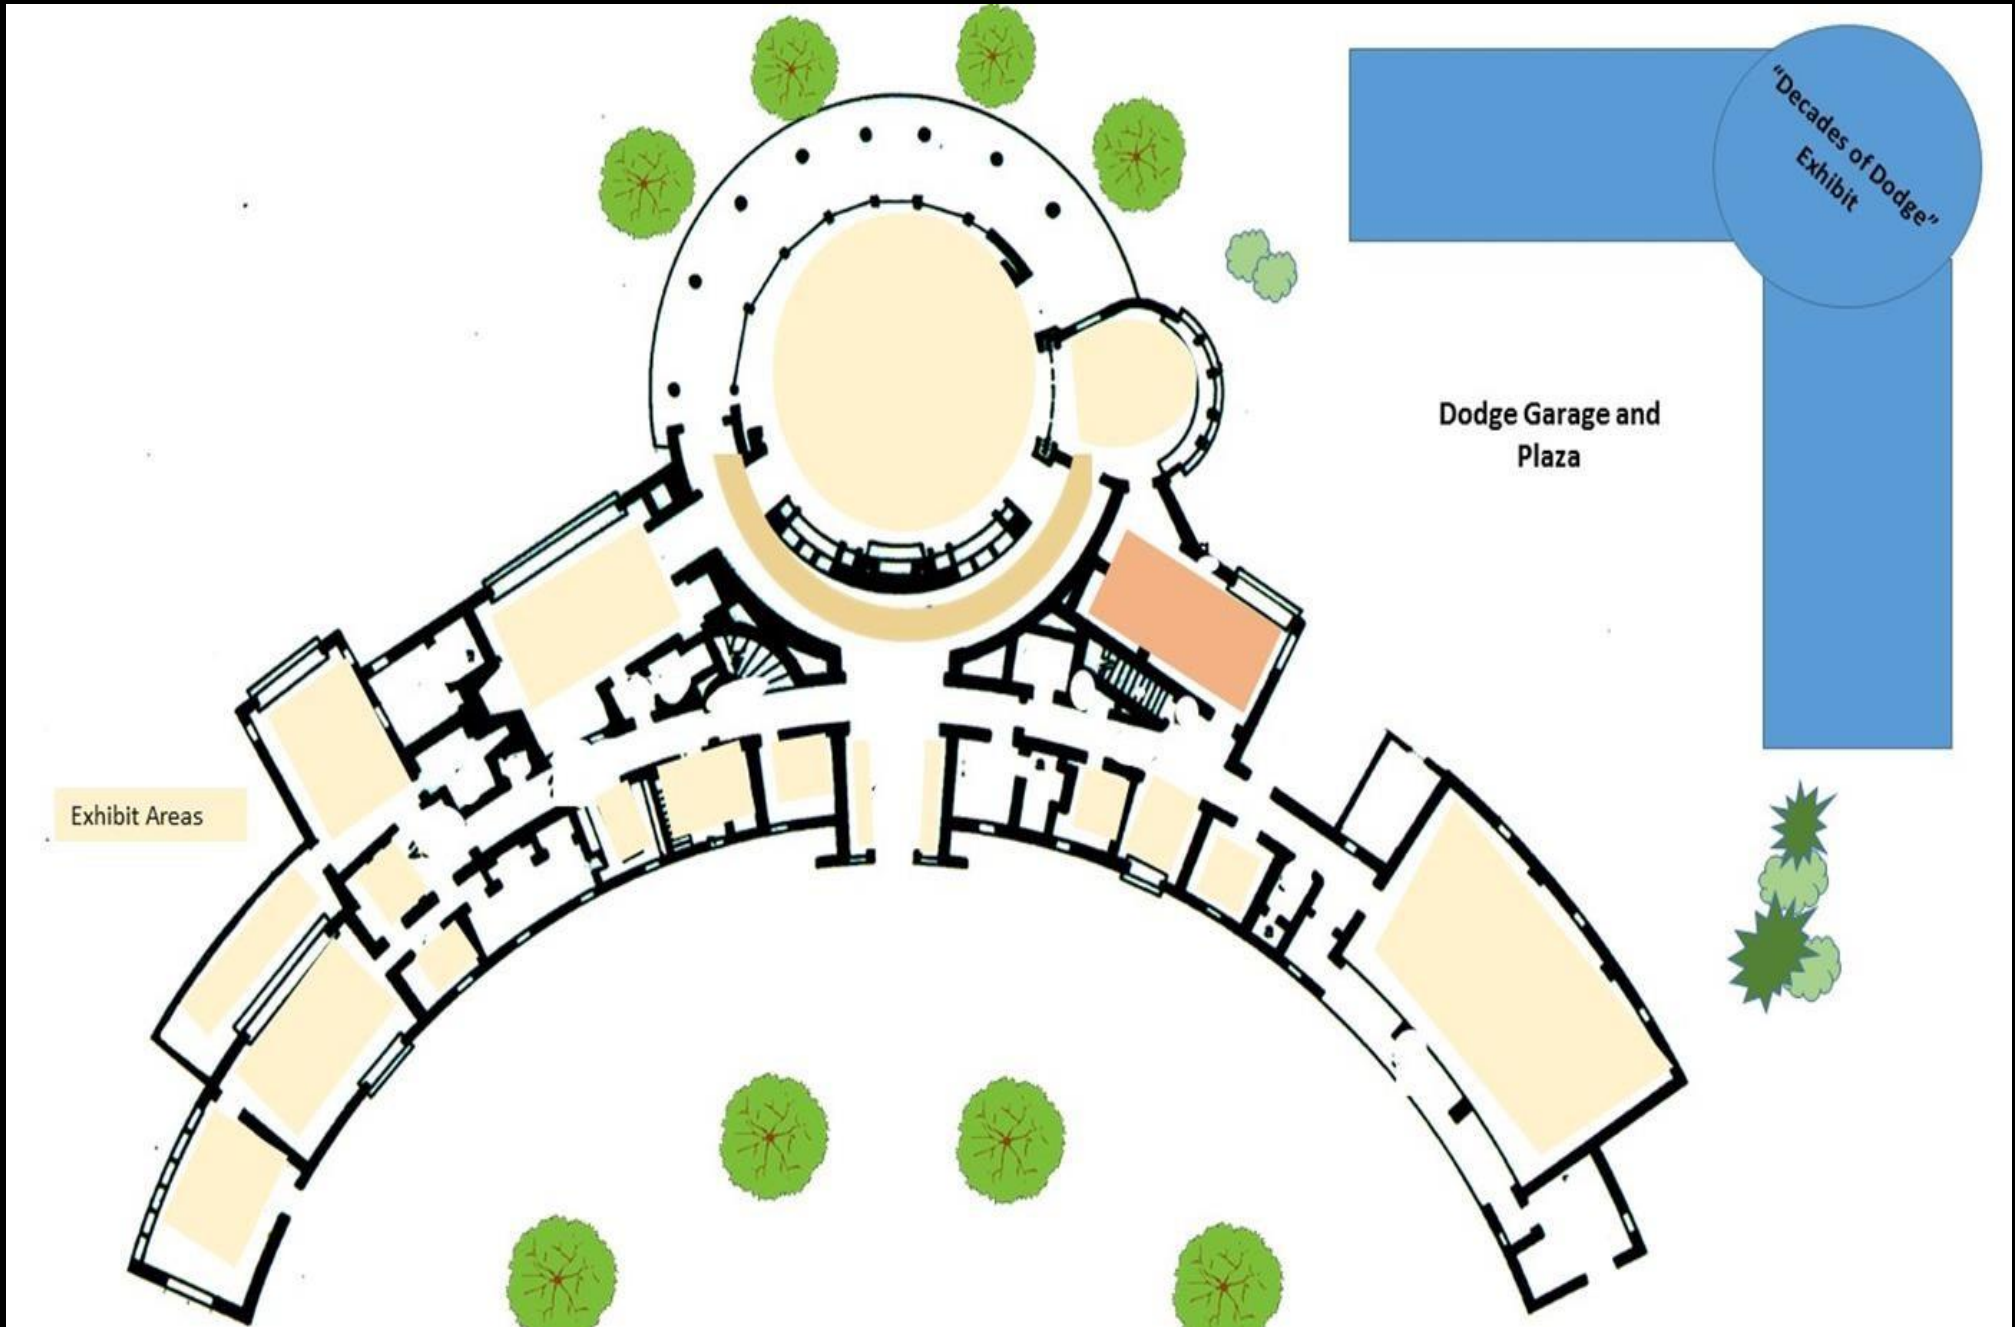 “Decades of Dodge”
Exhibit
Dodge Garage and
Plaza
Exhibit Areas